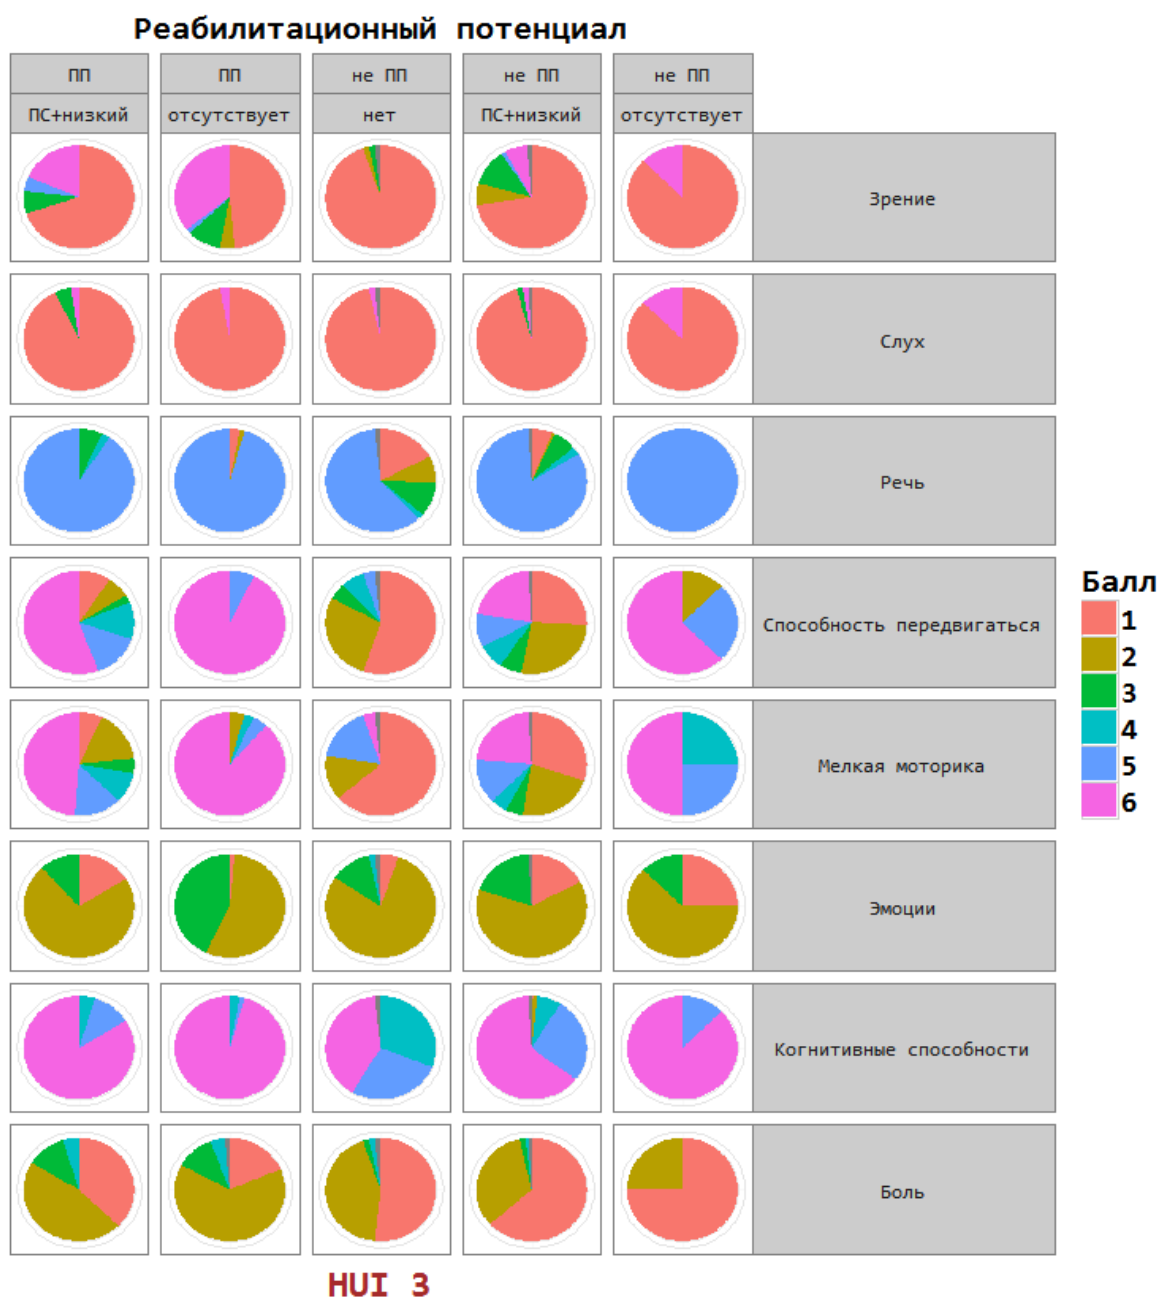 Реабилитационный потенциал
ПП ПП не ПП не ПП не ПП
ПС+низкий отсутствует нет ПС+низкий отсутствует
Зрение
Слух
Речь
Способность передвигаться
Мелкая моторика
Эмоции
Когнитивные способности
Боль
Балл
1
2
3
4
5
6
HUI 3